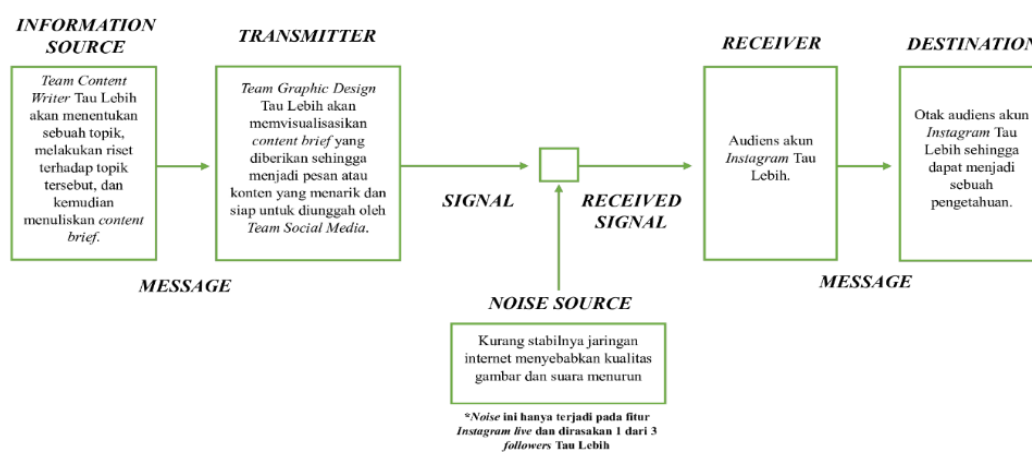 INFORMATION
SOURCE
Team Content
Writer Tau Lebih
akan menentukan
sebuah topik,
melakukan riset
terhadap topik
tersebut, dan
kemudian
menuliskan content
brief.
MESSAGE
TRANSMITTER
Team Graphic Design
Tau Lebih akan
memvisualisasikan
content brief yang
diberikan sehingga
menjadi pesan atau
konten yang menarik dan
siap untuk diunggah oleh
Team Social Media.
SIGNAL
RECEIVED
SIGNAL
NOISE SOURCE
Kurang stabilnya jaringan
internet menyebabkan kualitas
gambar dan suara menurun
*Noise ini hanya terjadi pada fitur
Instagram live dan dirasakan 1 dari 3
followers Tau Lebih
RECEIVER
Audiens akun
Instagram Tau
Lebih.
MESSAGE
DESTINATION
Otak audiens akun
Instagram Tau
Lebih sehingga
dapat menjadi
sebuah
pengetahuan.